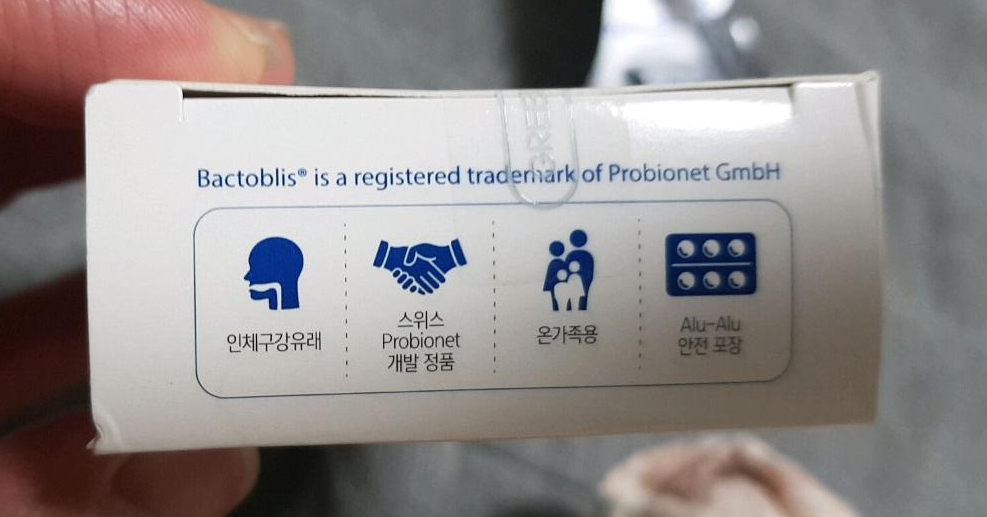 Bactoblis® is a registered trademark of Probionet GmbH
인체구강유래
스위스
Probionet
개발 정품
온가족용
Alu-Alu
안전 포장